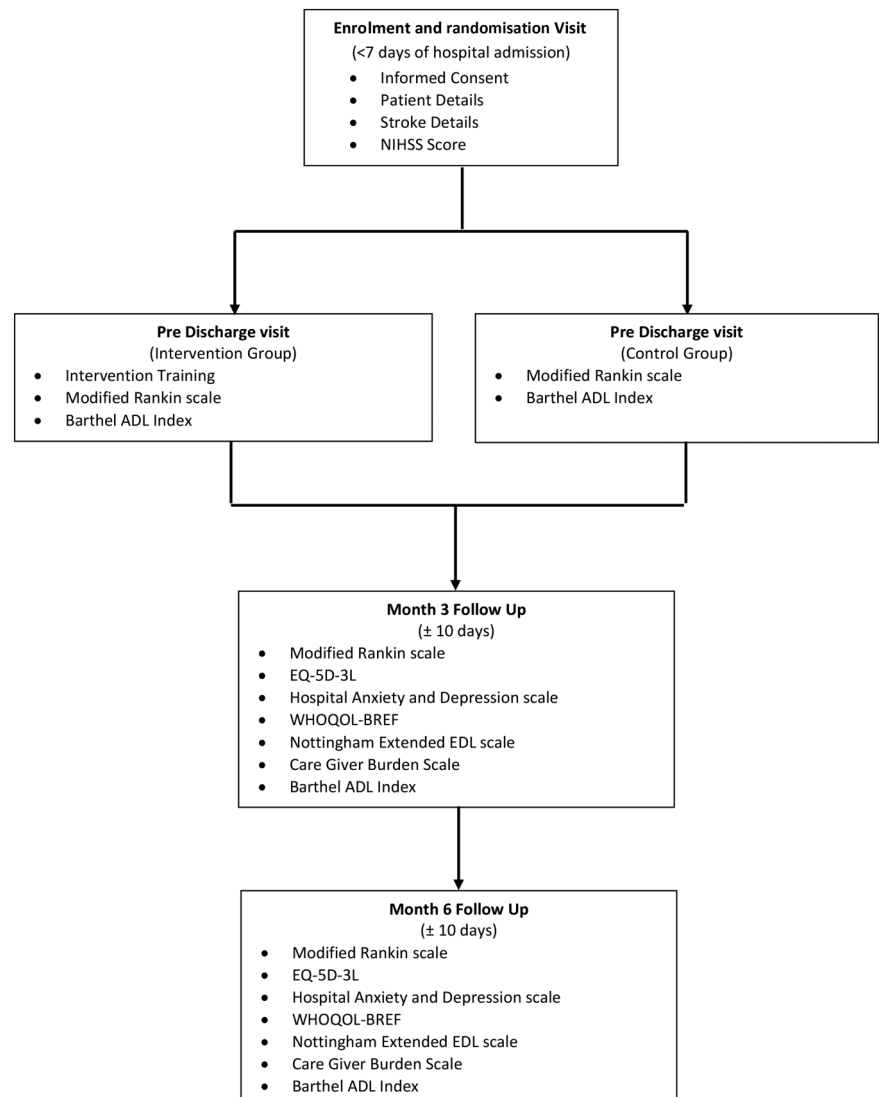 Enrolment and randomisation Visit
(<7 days of hospital admission)
• Informed Consent
• Patient Details
• Stroke Details
• NIHSS Score
Pre Discharge visit
(Intervention Group)
• Intervention Training
• Modified Rankin scale
• Barthel ADL Index
Pre Discharge visit
(Control Group)
• Modified Rankin scale
• Barthel ADL Index
Month 3 Follow Up
(± 10 days)
• Modified Rankin scale
• EQ-5D-3L
• Hospital Anxiety and Depression scale
• WHOQOL-BREF
• Nottingham Extended EDL scale
• Care Giver Burden Scale
• Barthel ADL Index
Month 6 Follow Up
(± 10 days)
• Modified Rankin scale
• EQ-5D-3L
• Hospital Anxiety and Depression scale
• WHOQOL-BREF
• Nottingham Extended EDL scale
• Care Giver Burden Scale
• Barthel ADL Index